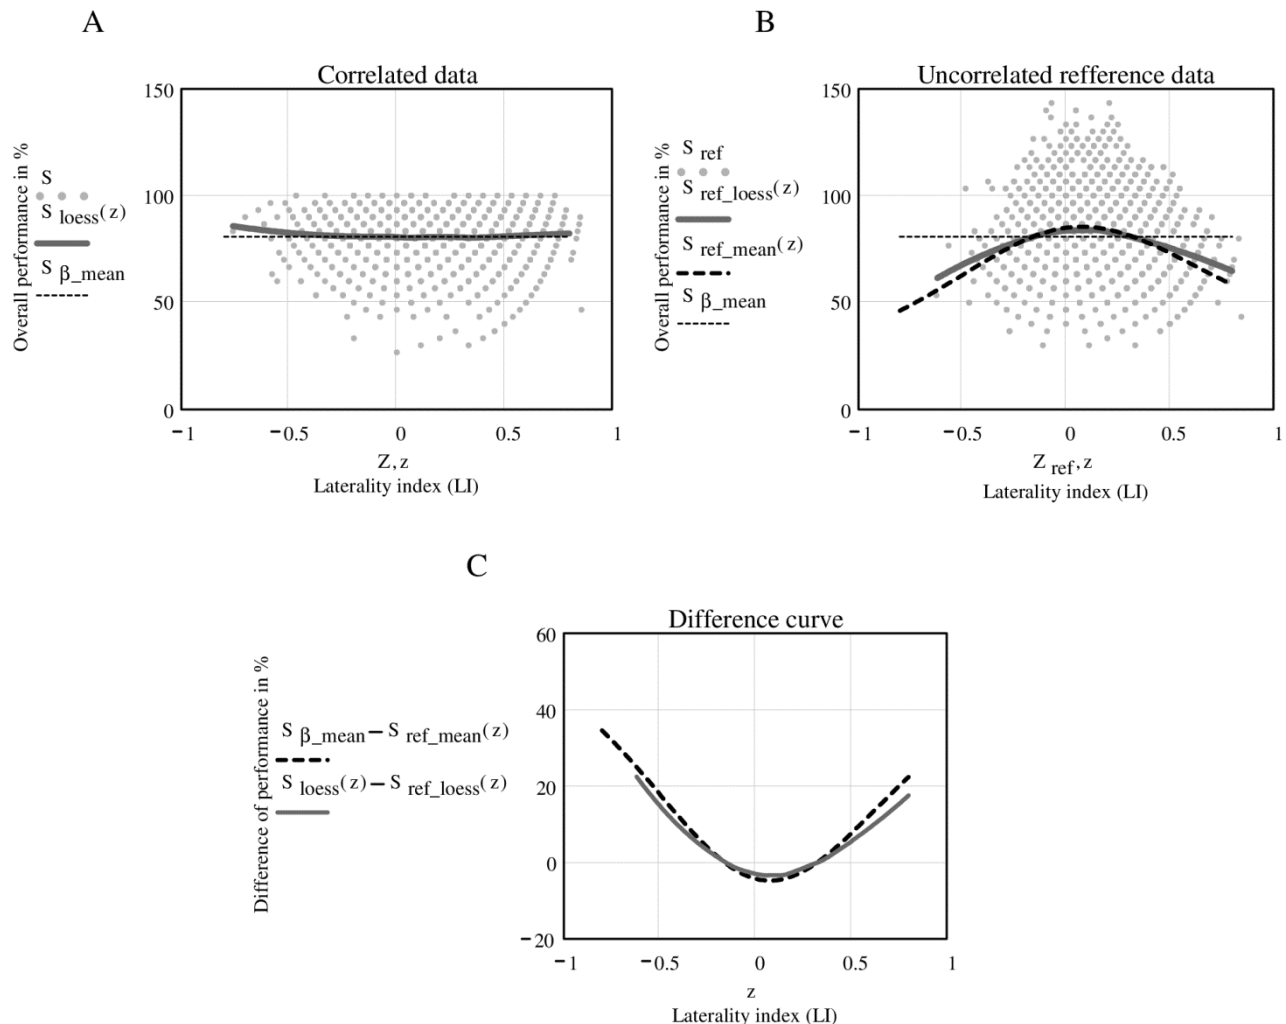 A
Correlated data
Overall performance in %
S
S loess(z)
S β_mean
150
100
50
0
−1
−0.5
0
0.5
1
Z, z
Laterality index (LI)
B
Uncorrelated refference data
Overall performance in %
S ref
S ref_loess(z)
S ref_mean(z)
S β_mean
150
100
50
0
−1
−0.5
0
0.5
1
Z ref, z
Laterality index (LI)
C
Difference curve
Difference of performance in %
S β_mean − S ref_mean(z)
S loess(z) − S ref_loess(z)
60
40
20
0
−20
−1
−0.5
0
0.5
1
z
Laterality index (LI)